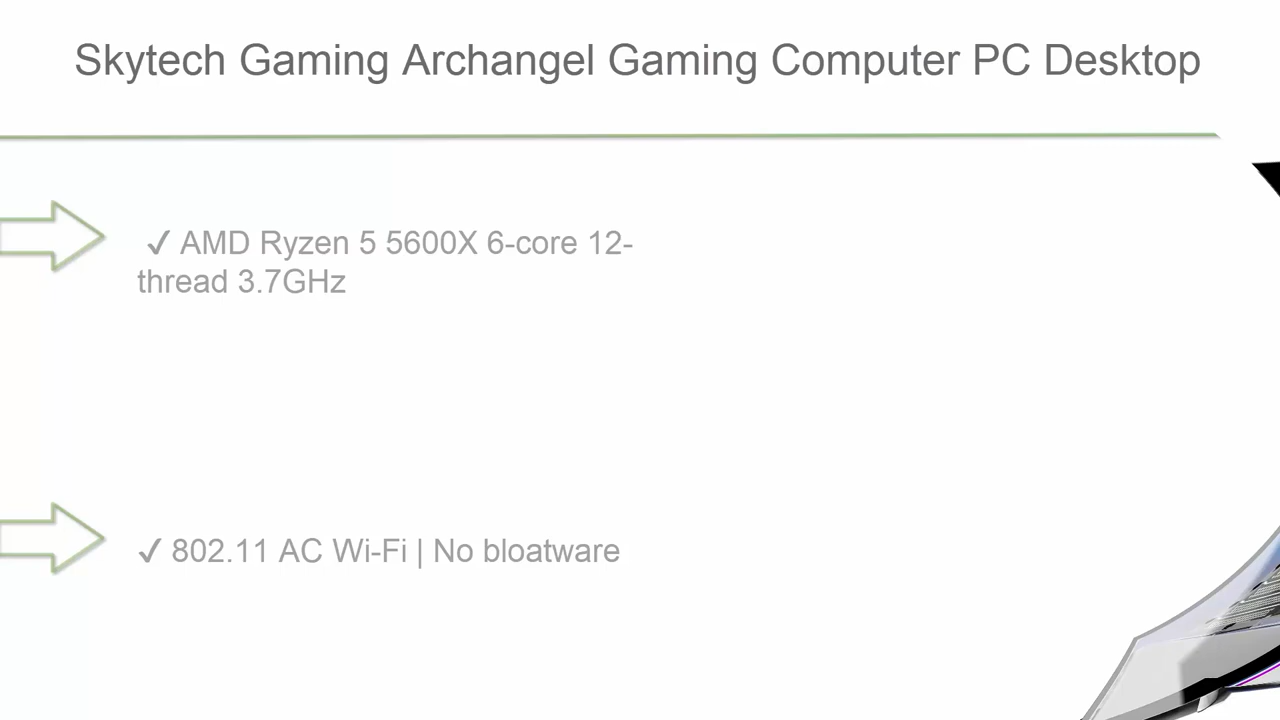 Skytech Gaming Archangel Gaming Computer PC Desktop
✓ AMD Ryzen 5 5600X 6-core 12-
thread 3.7GHz
✓ 802.11 AC Wi-Fi | No bloatware